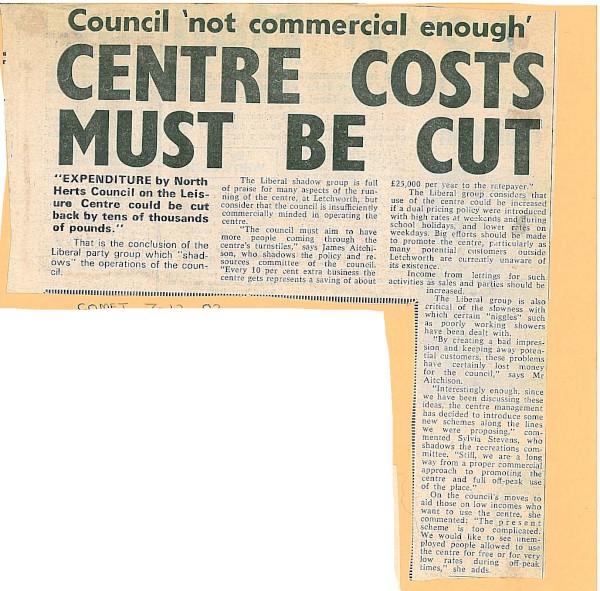 Council 'not commercial enough'
CENTRE COSTS
MUST BE CUT
"EXPENDITURE by North
Herts Council on the Leis-
ure Centre could be cut
back by tens of thousands
of pounds."
That is the conclusion of the
Liberal party group which "shad-
ows" the operations of the coun-
cil.
The Liberal shadow group is full
of praise for many aspects of the run-
ning of the centre, at Letchworth, but
consider that the council is insufficiently
commercially minded in operating the
centre.
"The council must aim to have
more people coming through the
centre's turnstiles," says James Aitchi-
son, who shadows the policy and re-
sources committee of the council.
"Every 10 per cent extra business the
centre gets represents a saving of about
£25,000 per year to the ratepayer."
The Liberal group considers that
use of the centre could be increased
if a dual pricing policy were introduced
with high rates at weekends and during
school holidays, and lower rates on
weekdays. Big efforts should be made
to promote the centre, particularly as
many potential customers outside
Letchworth are currently unaware of
its existence.
Income from lettings for such
activities as sales and parties should be
increased.
The Liberal group is also
critical of the slowness with
which certain "niggles" such
as poorly working showers
have been dealt with.
"By creating a bad impres-
sion and keeping away poten-
tial customers, these problems
have certainly lost money
for the council," says Mr
Aitchison.
"Interestingly enough, since
we have been discussing these
ideas, the centre management
has decided to introduce some
new schemes along the lines
we were proposing," com-
mented Sylvia Stevens, who
shadows the recreations com-
mittee. "Still, we are a long
way from a proper commercial
approach to promoting the
centre and full off-peak use
of the place."
On the council's moves to
aid those on low incomes who
want to use the centre, she
commented: "The present
scheme is too complicated.
We would like to see unem-
ployed people allowed to use
the centre for free or for very
low rates during off-peak
times," she adds.
COMET